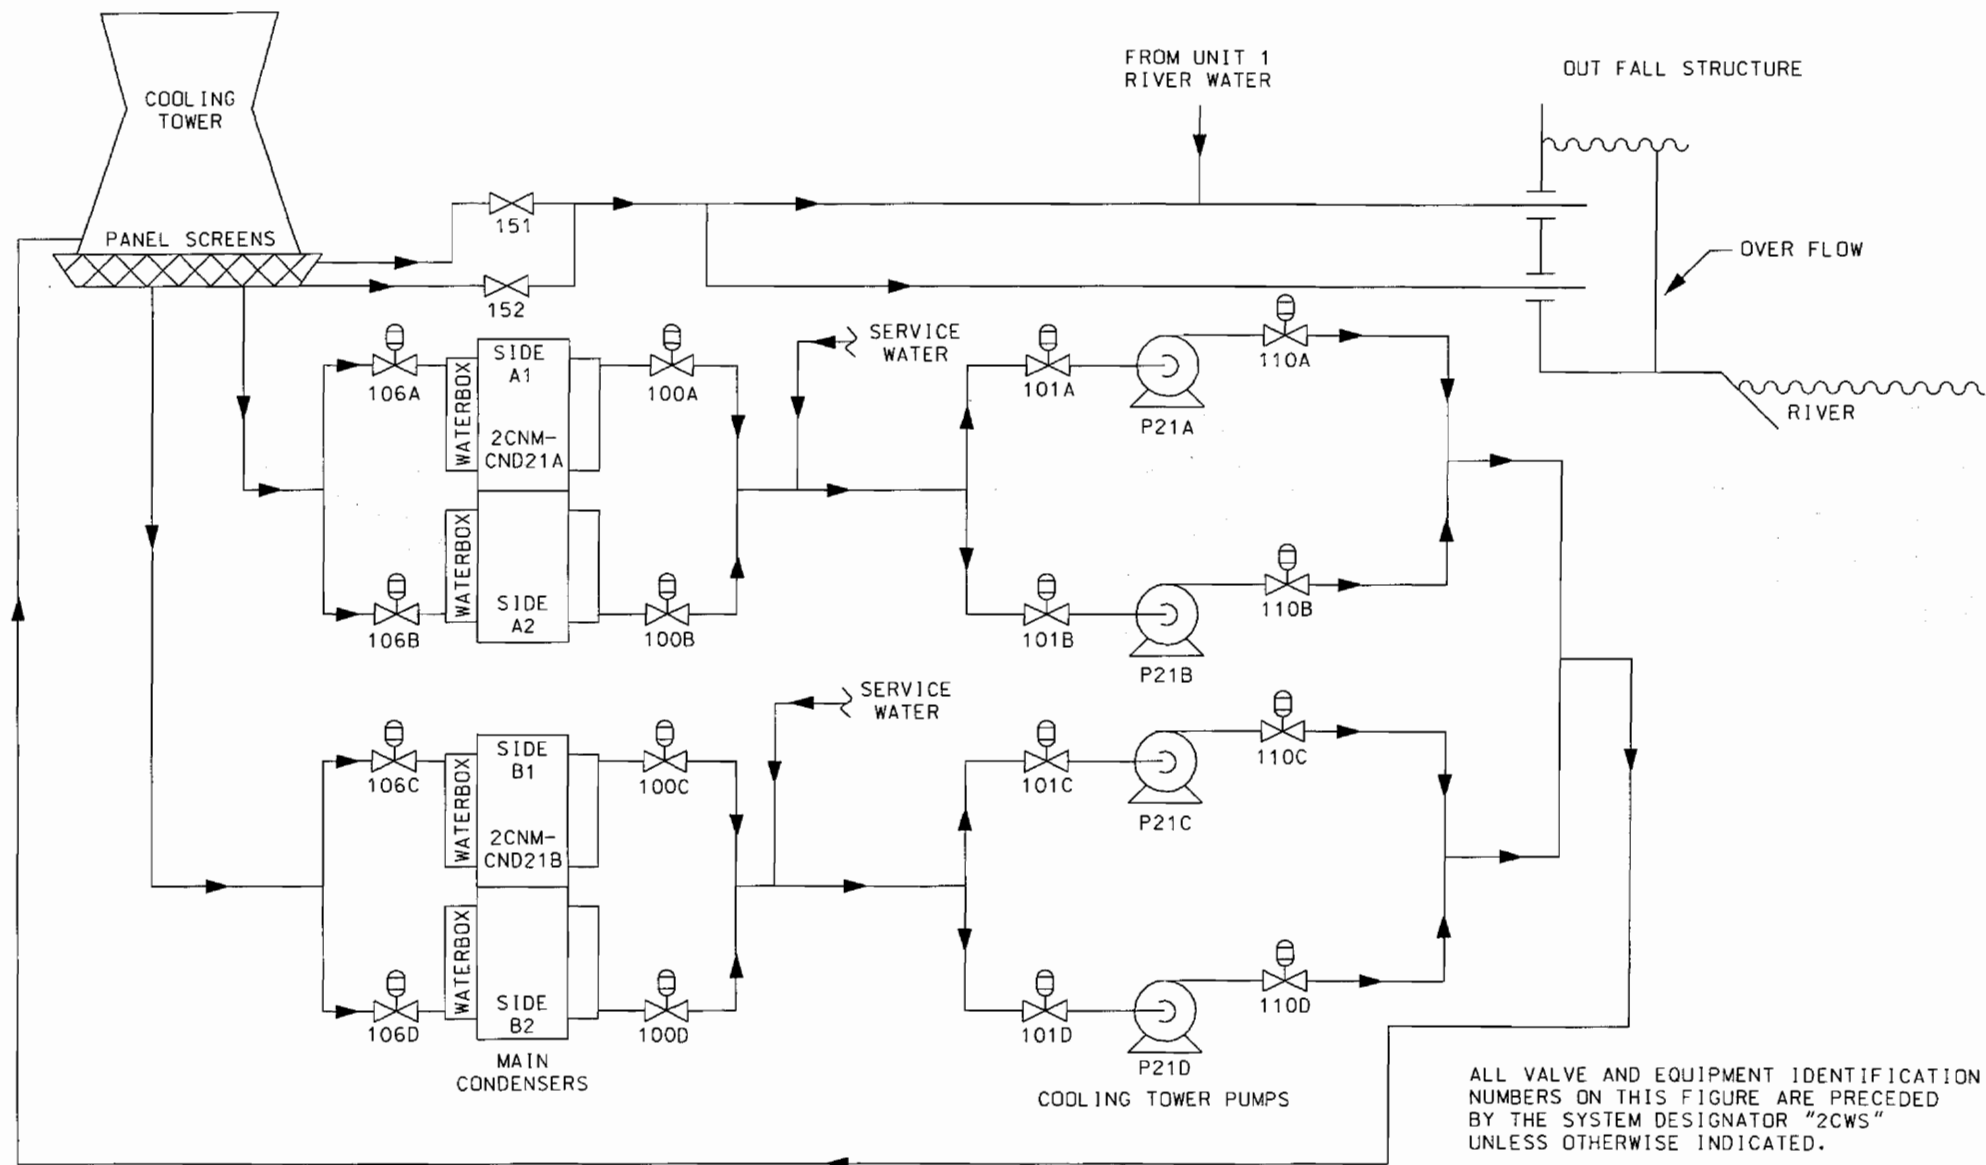 FROM UNIT 1
RIVER WATER
OUT FALL STRUCTURE
COOLING
TOWER
PANEL SCREENS
151
152
OVER FLOW
RIVER
SERVICE
WATER
106A
WATERBOX
SIDE
A1
2CNM-
CND21A
100A
101A
P21A
110A
106B
WATERBOX
SIDE
A2
100B
101B
P21B
110B
SERVICE
WATER
106C
WATERBOX
SIDE
B1
2CNM-
CND21B
100C
101C
P21C
110C
106D
WATERBOX
SIDE
B2
100D
101D
P21D
110D
MAIN
CONDENSERS
COOLING TOWER PUMPS
ALL VALVE AND EQUIPMENT IDENTIFICATION
NUMBERS ON THIS FIGURE ARE PRECEDED
BY THE SYSTEM DESIGNATOR "2CWS"
UNLESS OTHERWISE INDICATED.